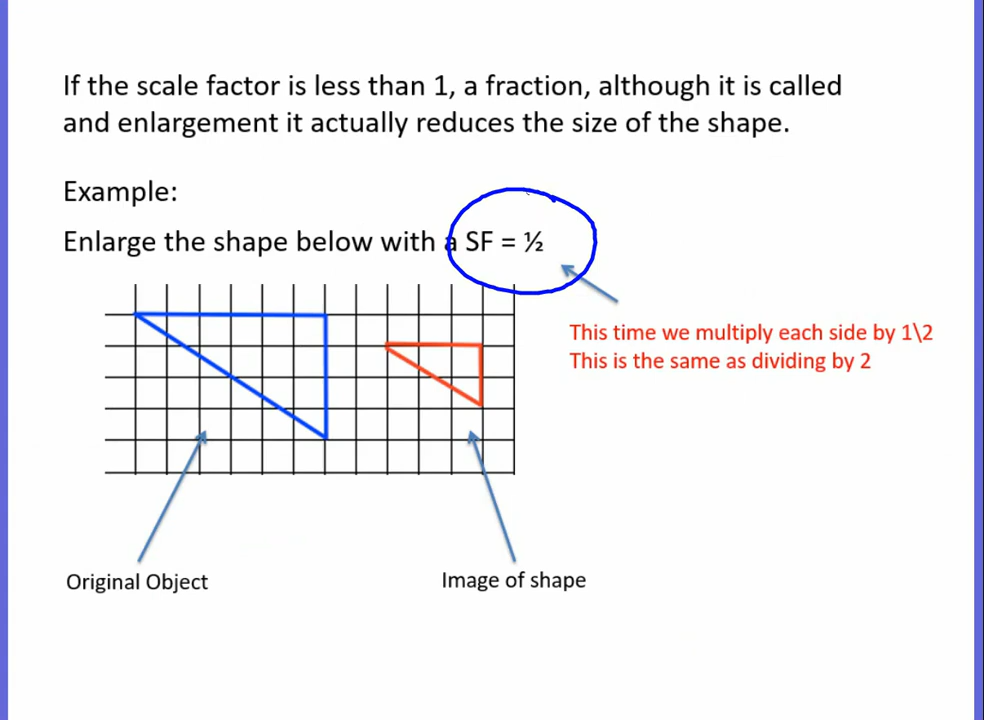 If the scale factor is less than 1, a fraction, although it is called
and enlargement it actually reduces the size of the shape.
Example:
Enlarge the shape below with a SF = ½
This time we multiply each side by 1\2
This is the same as dividing by 2
Original Object
Image of shape